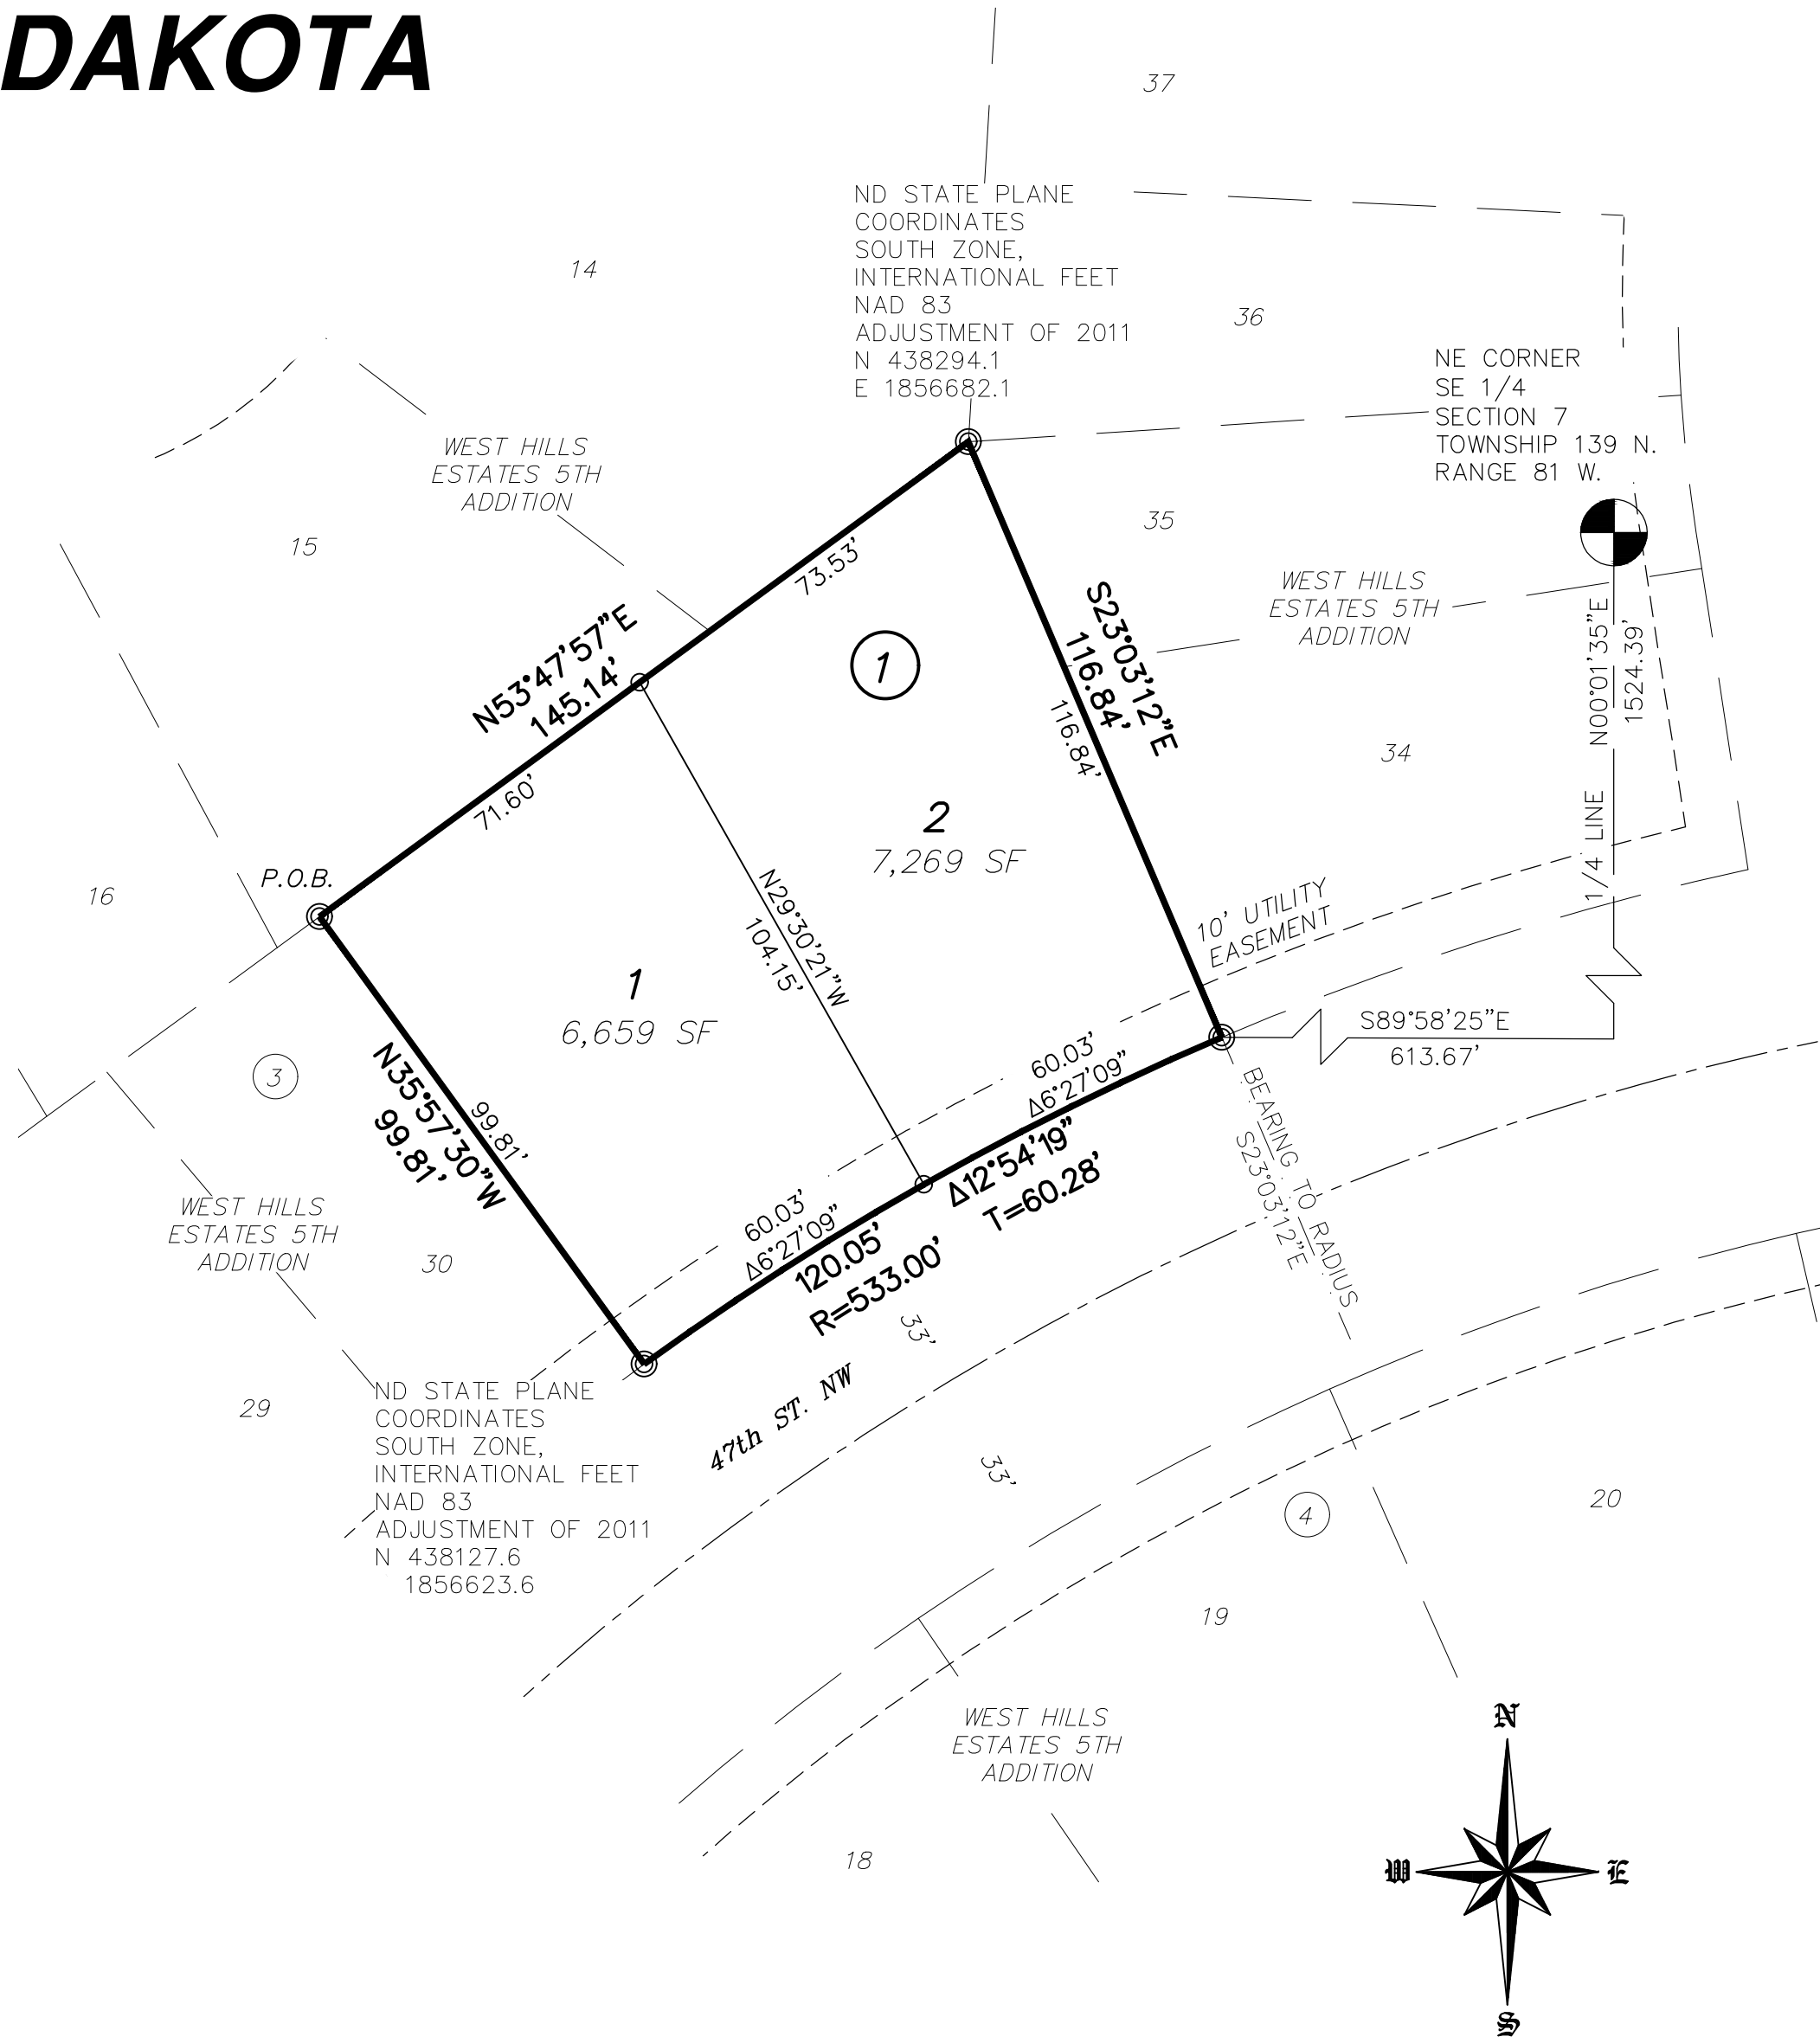 DAKOTA
37
ND STATE PLANE
COORDINATES
SOUTH ZONE,
INTERNATIONAL FEET
NAD 83
ADJUSTMENT OF 2011
N 438294.1
E 1856682.1
14
36
NE CORNER
SE 1/4
SECTION 7
TOWNSHIP 139 N.
RANGE 81 W.
WEST HILLS
ESTATES 5TH
ADDITION
15
35
73.53'
WEST HILLS
ESTATES 5TH
ADDITION
N53°47'57"E
145.14'
1
S23°03'12"E
116.84'
116.84'
N00°01'35"E
1524.39'
34
71.60'
2
7,269 SF
1/4 LINE
P.O.B.
16
N29°30'21"W
104.15'
10' UTILITY
EASEMENT
1
6,659 SF
S89°58'25"E
613.67'
3
N35°57'30"W
99.81'
99.81'
60.03'
Δ6°27'09"
Δ12°54'19"
T=60.28'
BEARING TO RADIUS
S23°03'12"E
WEST HILLS
ESTATES 5TH
ADDITION
30
60.03'
Δ6°27'09"
120.05'
R=533.00'
33'
47th ST. NW
29
ND STATE PLANE
COORDINATES
SOUTH ZONE,
INTERNATIONAL FEET
NAD 83
ADJUSTMENT OF 2011
N 438127.6
1856623.6
33'
4
20
19
WEST HILLS
ESTATES 5TH
ADDITION
18
N
W
E
S